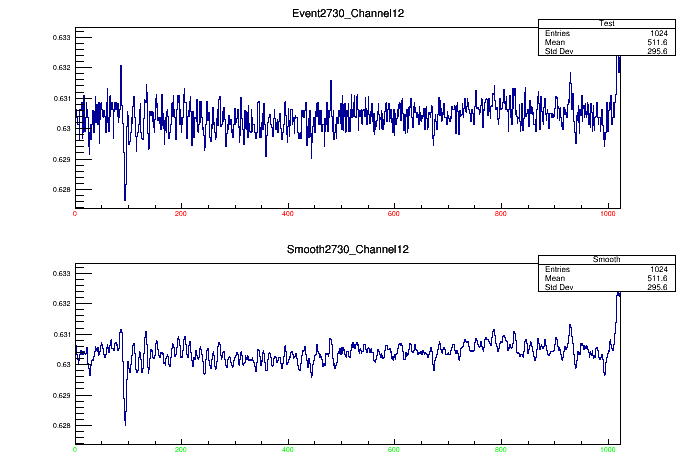 Event2730_Channel12
Test
Entries 1024
Mean 511.6
Std Dev 295.6
0.633
0.632
0.631
0.63
0.629
0.628
0 200 400 600 800 1000
Smooth2730_Channel12
Smooth
Entries 1024
Mean 511.6
Std Dev 295.6
0.633
0.632
0.631
0.63
0.629
0.628
0 200 400 600 800 1000